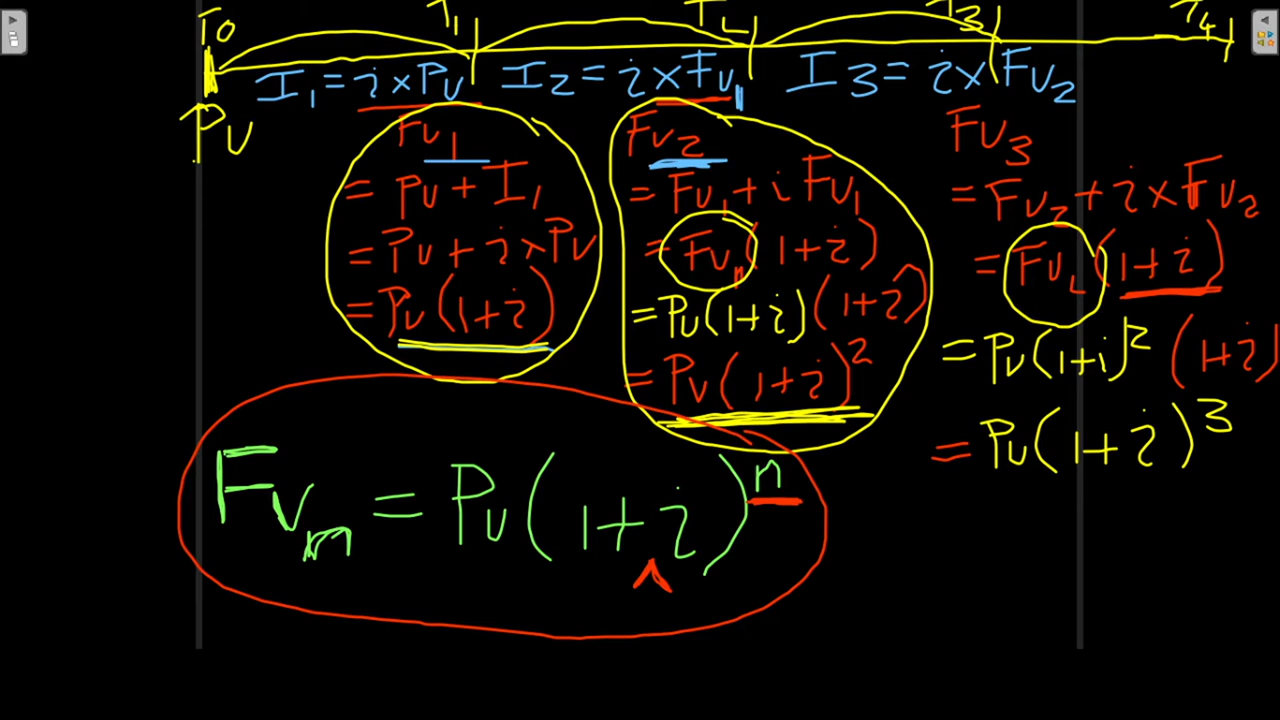 T0 T1 T2 T3 T4
Pv
I1 = i x Pv I2 = i x Fv1 I3 = i x Fv2
Fv1
= Pv + I1
= Pv + i x Pv
= Pv (1+i)
Fv2
= Fv1 + i Fv1
= Fv1 (1+i)
= Pv (1+i) (1+i)
= Pv (1+i)²
Fv3
= Fv2 + i x Fv2
= Fv2 (1+i)
= Pv (1+i)² (1+i)
= Pv (1+i)³
Fvn = Pv (1+i)ⁿ